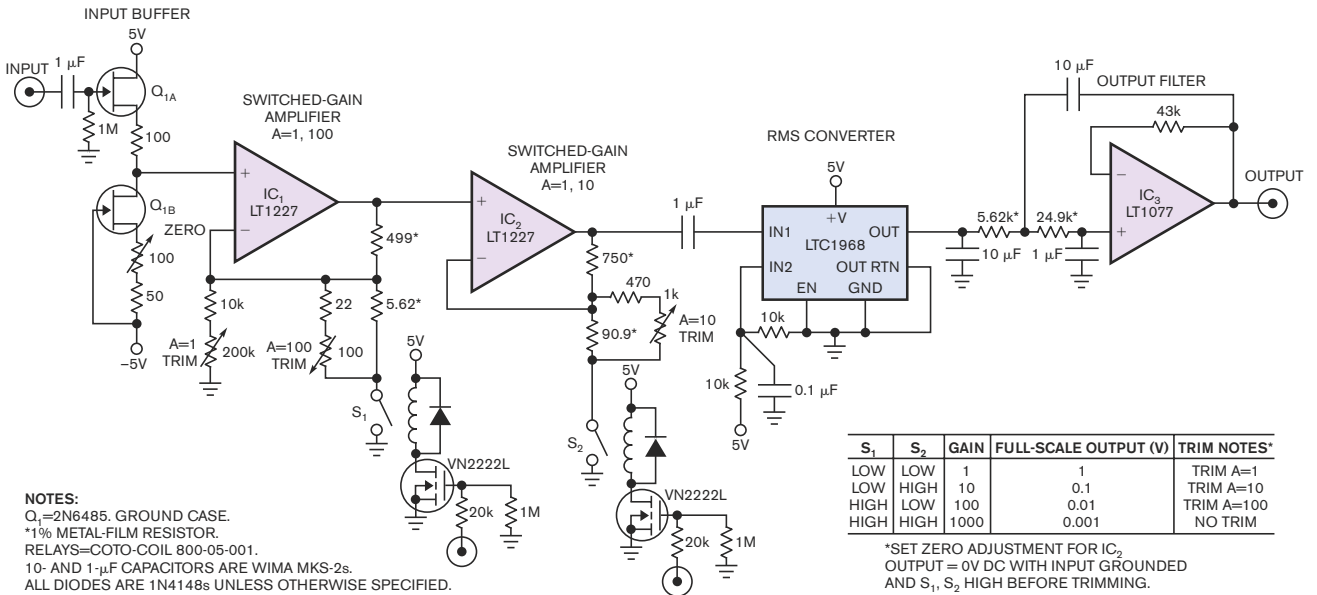 INPUT BUFFER
5V
INPUT
1 µF
Q1A
1M
100
Q1B
ZERO
100
50
–5V
SWITCHED-GAIN
AMPLIFIER
A=1, 100
+
–
IC1
LT1227
499*
10k
22
5.62*
A=1
TRIM
200k
A=100
TRIM
100
S1
5V
VN2222L
20k
1M
SWITCHED-GAIN
AMPLIFIER
A=1, 10
+
–
IC2
LT1227
750*
470
1k
90.9*
A=10
TRIM
S2
5V
VN2222L
20k
1M
1 µF
RMS CONVERTER
5V
+V
IN1
OUT
LTC1968
IN2
OUT RTN
EN
GND
10k
10k
0.1 µF
5V
5.62k*
24.9k*
10 µF
1 µF
10 µF
OUTPUT FILTER
43k
–
+
IC3
LT1077
OUTPUT
S1 S2 GAIN FULL-SCALE OUTPUT (V) TRIM NOTES*
LOW LOW 1 1 TRIM A=1
LOW HIGH 10 0.1 TRIM A=10
HIGH LOW 100 0.01 TRIM A=100
HIGH HIGH 1000 0.001 NO TRIM
*SET ZERO ADJUSTMENT FOR IC2
OUTPUT = 0V DC WITH INPUT GROUNDED
AND S1, S2 HIGH BEFORE TRIMMING.
NOTES:
Q1=2N6485. GROUND CASE.
*1% METAL-FILM RESISTOR.
RELAYS=COTO-COIL 800-05-001.
10- AND 1-µF CAPACITORS ARE WIMA MKS-2s.
ALL DIODES ARE 1N4148s UNLESS OTHERWISE SPECIFIED.